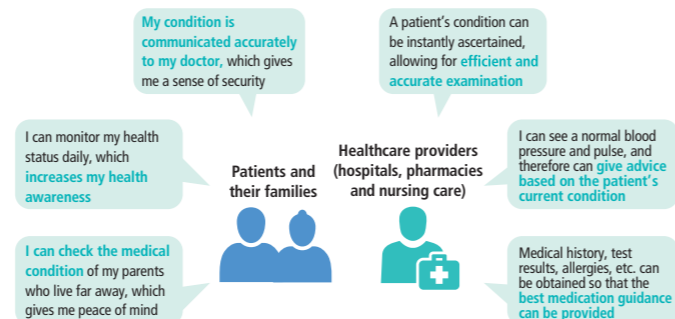 My condition is
communicated accurately
to my doctor, which gives
me a sense of security
A patient's condition can
be instantly ascertained,
allowing for efficient and
accurate examination
I can monitor my health
status daily, which
increases my health
awareness
Patients and
their families
Healthcare providers
(hospitals, pharmacies
and nursing care)
I can see a normal blood
pressure and pulse, and
therefore can give advice
based on the patient's
current condition
I can check the medical
condition of my parents
who live far away, which
gives me peace of mind
Medical history, test
results, allergies, etc. can
be obtained so that the
best medication guidance
can be provided